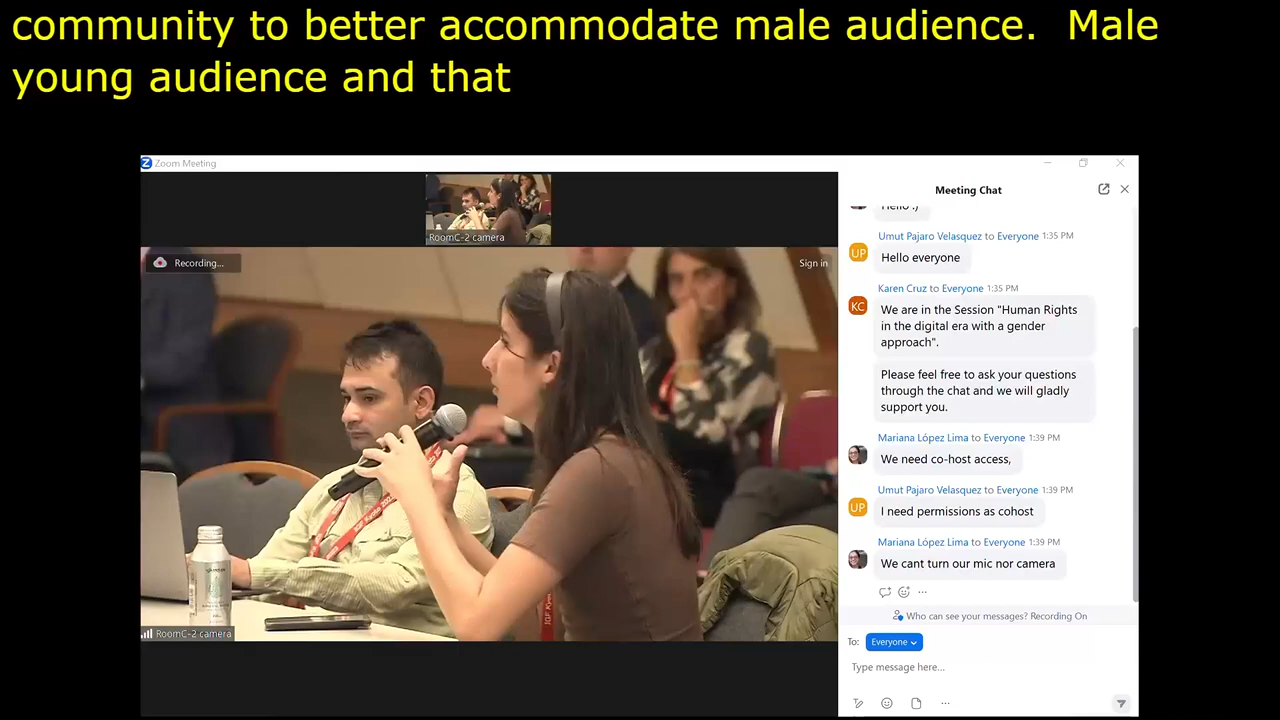 community to better accommodate male audience.  Male
young audience and that
Zoom Meeting
RoomC-2 camera
Recording...
Sign in
RoomC-2 camera
Meeting Chat
Hello :)
Umut Pajaro Velasquez to Everyone 1:35 PM
UP
Hello everyone
Karen Cruz to Everyone 1:35 PM
KC
We are in the Session "Human Rights
in the digital era with a gender
approach".
Please feel free to ask your questions
through the chat and we will gladly
support you.
Mariana López Lima to Everyone 1:39 PM
We need co-host access,
Umut Pajaro Velasquez to Everyone 1:39 PM
UP
I need permissions as cohost
Mariana López Lima to Everyone 1:39 PM
We cant turn our mic nor camera
Who can see your messages? Recording On
To: Everyone
Type message here...